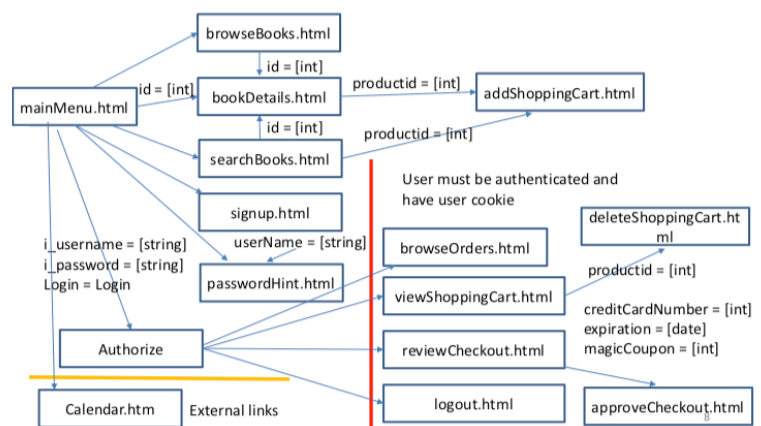 browseBooks.html
id = [int]
id = [int]
productid = [int]
mainMenu.html
bookDetails.html
addShoppingCart.html
id = [int]
productid = [int]
searchBooks.html
User must be authenticated and
have user cookie
signup.html
deleteShoppingCart.ht
ml
i_username = [string]
i_password = [string]
Login = Login
userName = [string]
browseOrders.html
passwordHint.html
productid = [int]
viewShoppingCart.html
creditCardNumber = [int]
expiration = [date]
magicCoupon = [int]
Authorize
reviewCheckout.html
Calendar.htm
External links
logout.html
approveCheckout.html
8